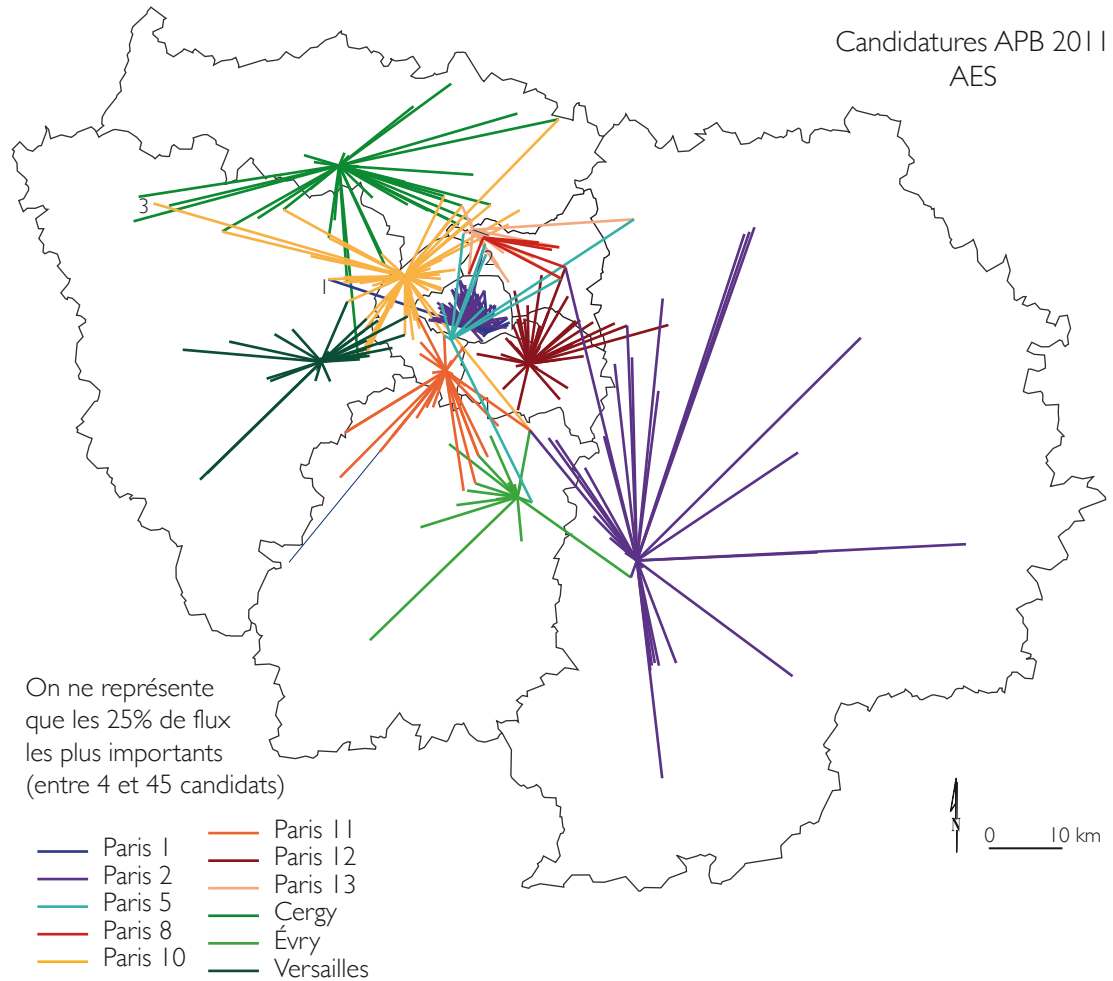 Candidatures APB 2011
AES
3
2
1
On ne représente
que les 25% de flux
les plus importants
(entre 4 et 45 candidats)
Paris 1
Paris 2
Paris 5
Paris 8
Paris 10
Paris 11
Paris 12
Paris 13
Cergy
Évry
Versailles
N
0 10 km